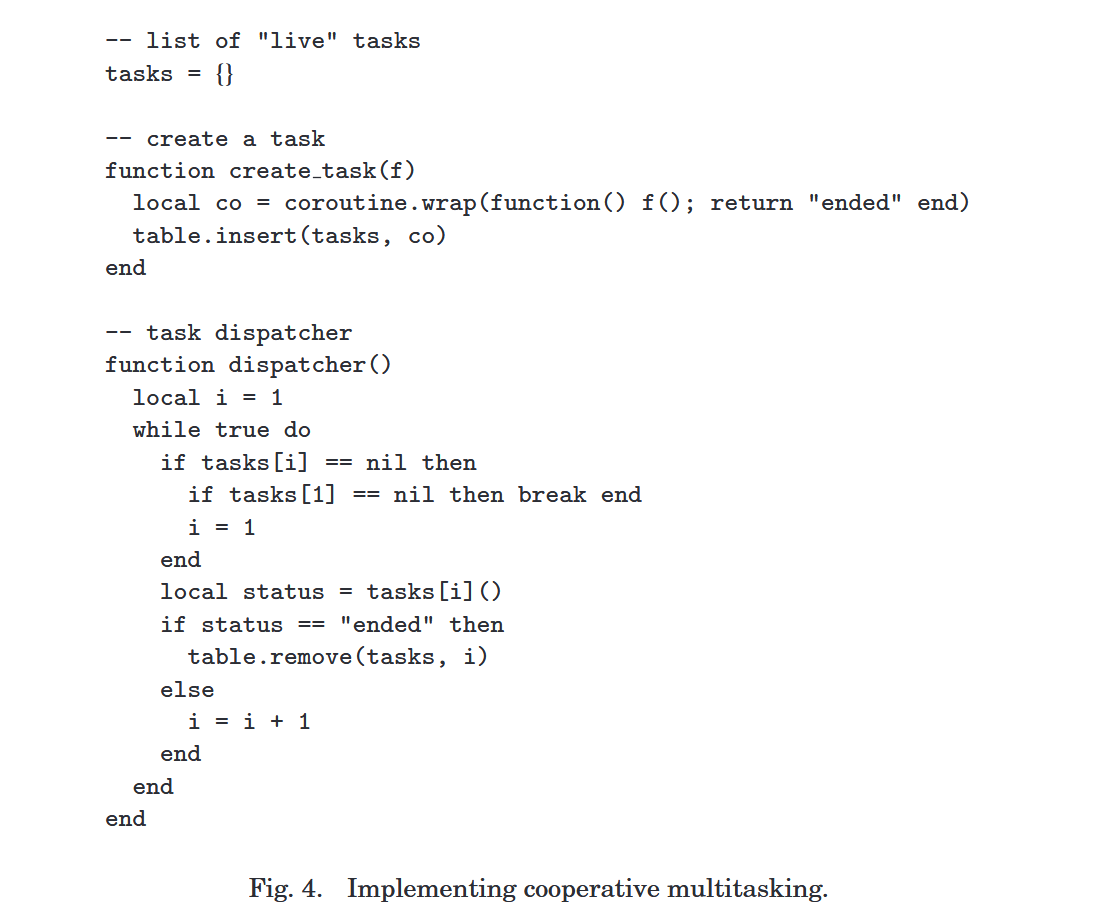 -- list of "live" tasks
tasks = {}
-- create a task
function create_task(f)
  local co = coroutine.wrap(function() f(); return "ended" end)
  table.insert(tasks, co)
end
-- task dispatcher
function dispatcher()
  local i = 1
  while true do
    if tasks[i] == nil then
      if tasks[1] == nil then break end
      i = 1
    end
    local status = tasks[i]()
    if status == "ended" then
      table.remove(tasks, i)
    else
      i = i + 1
    end
  end
end
Fig. 4. Implementing cooperative multitasking.